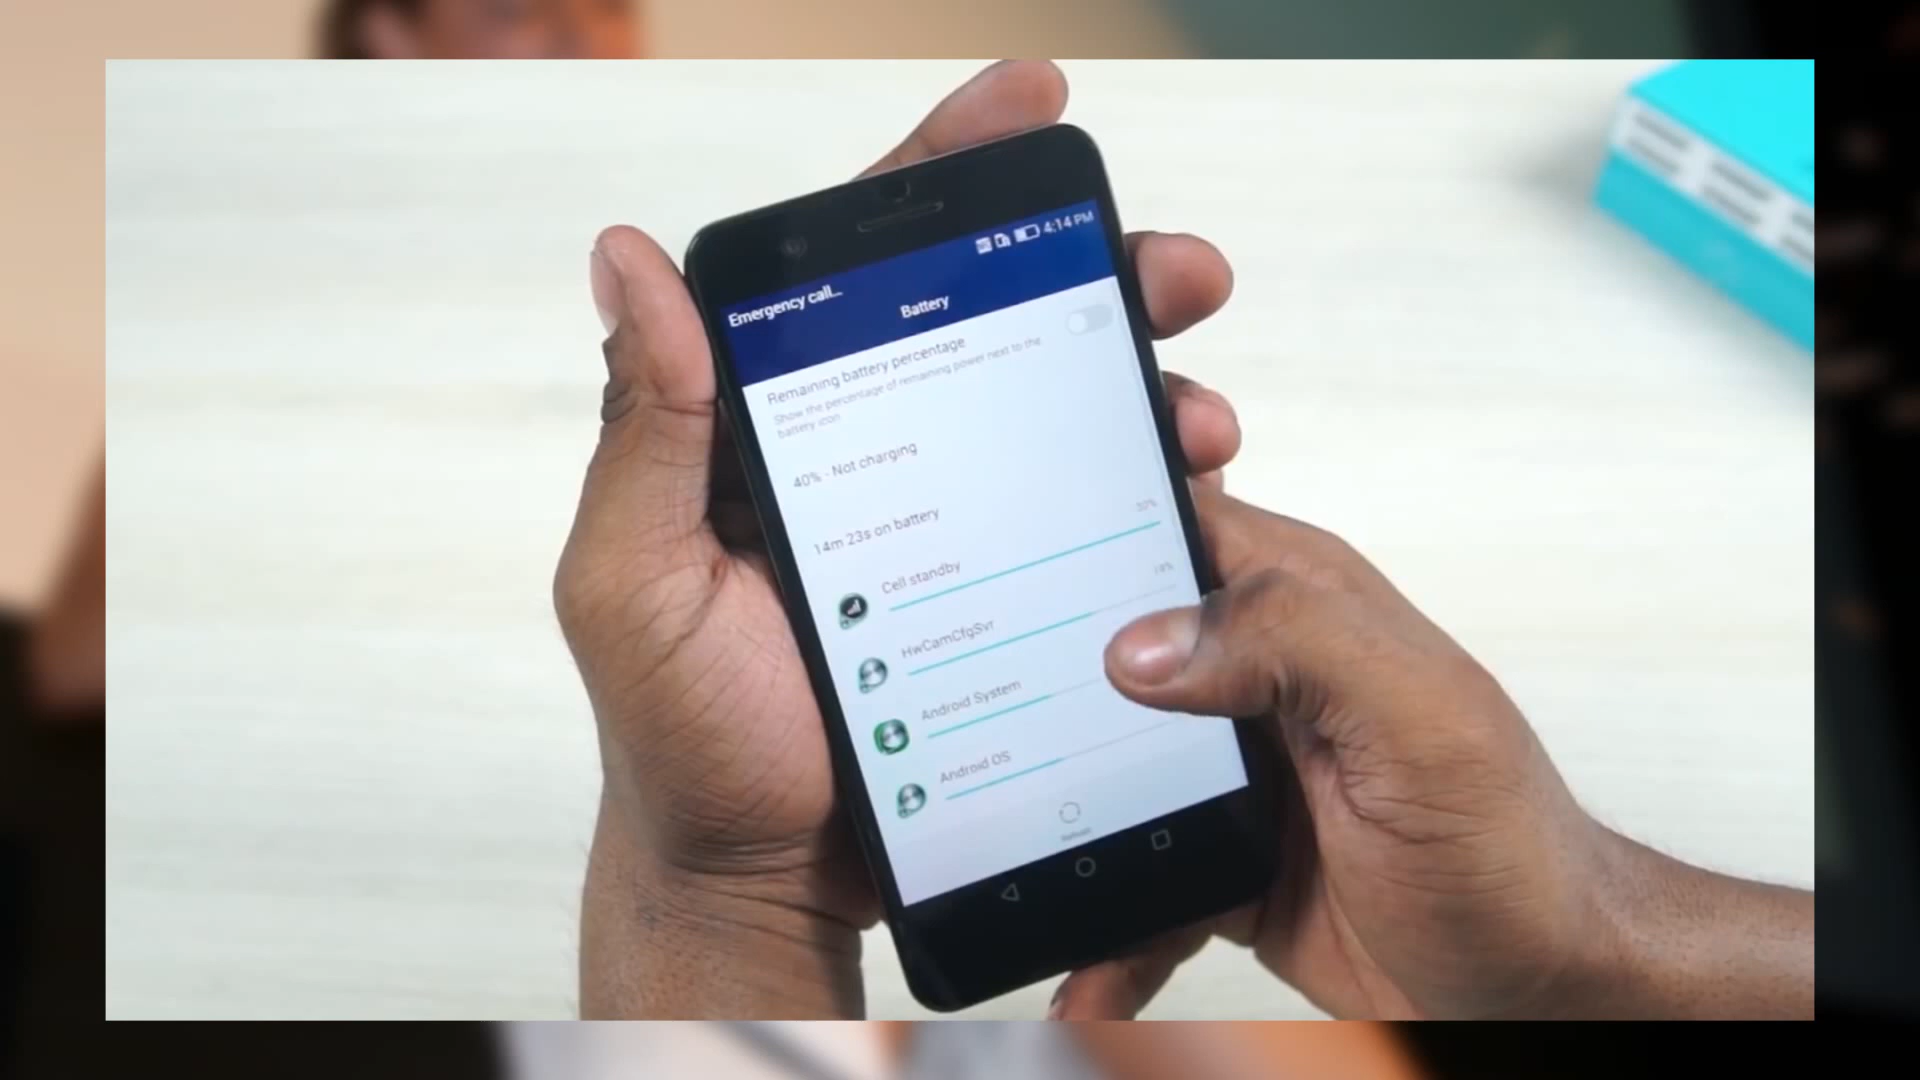 4:14 PM
Emergency call...
Battery
Remaining battery percentage
Show the percentage of remaining power next to the
battery icon
40% - Not charging
14m 23s on battery
Cell standby
HwCamCfgSvr
Android System
Android OS
Refresh